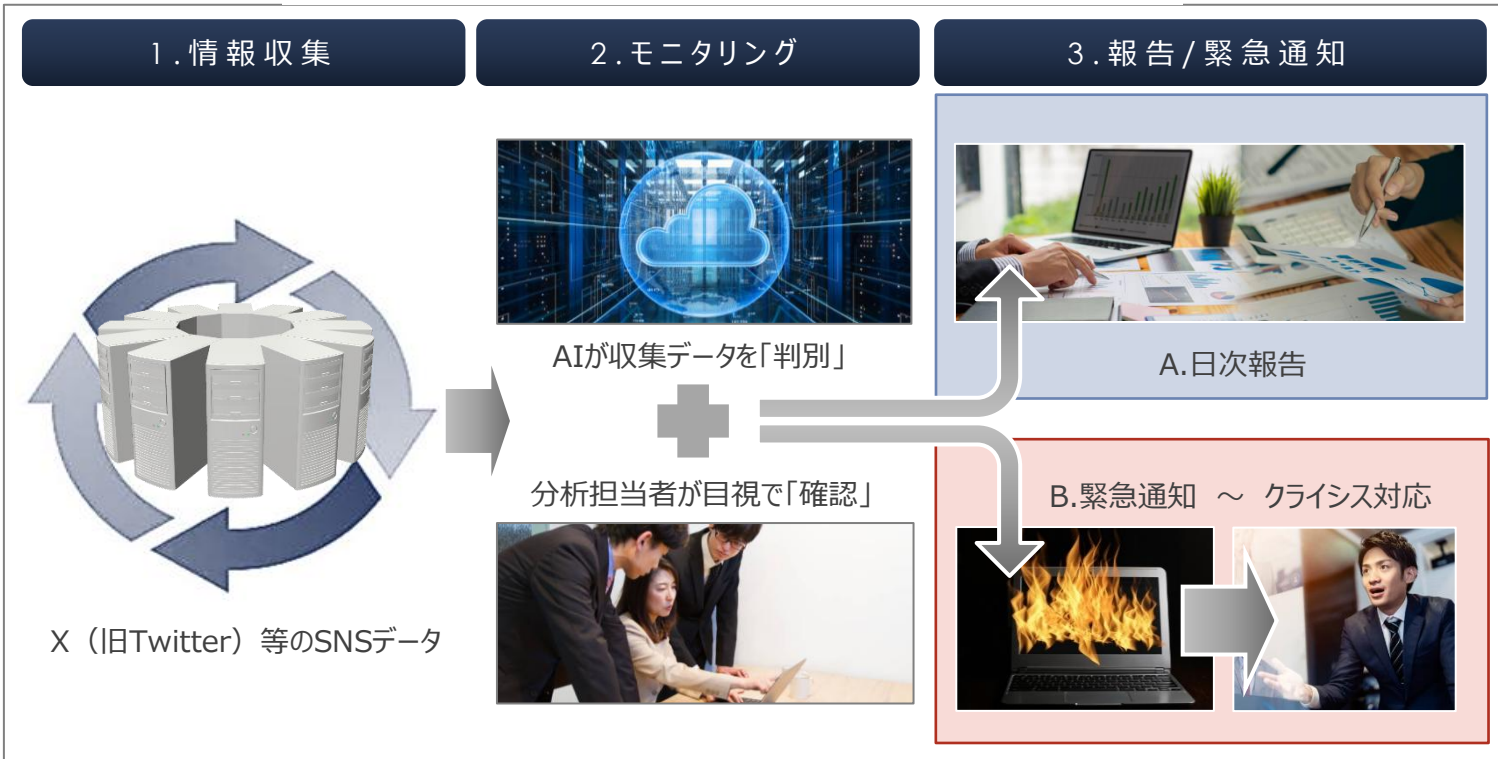 1.情報収集
2.モニタリング
3.報告/緊急通知
X（旧Twitter）等のSNSデータ
AIが収集データを「判別」
分析担当者が目視で「確認」
A.日次報告
B.緊急通知 ～ クライシス対応